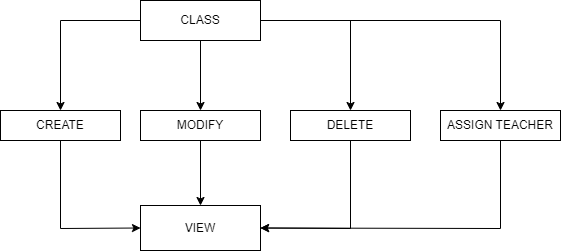 CLASS
CREATE
MODIFY
DELETE
ASSIGN TEACHER
VIEW